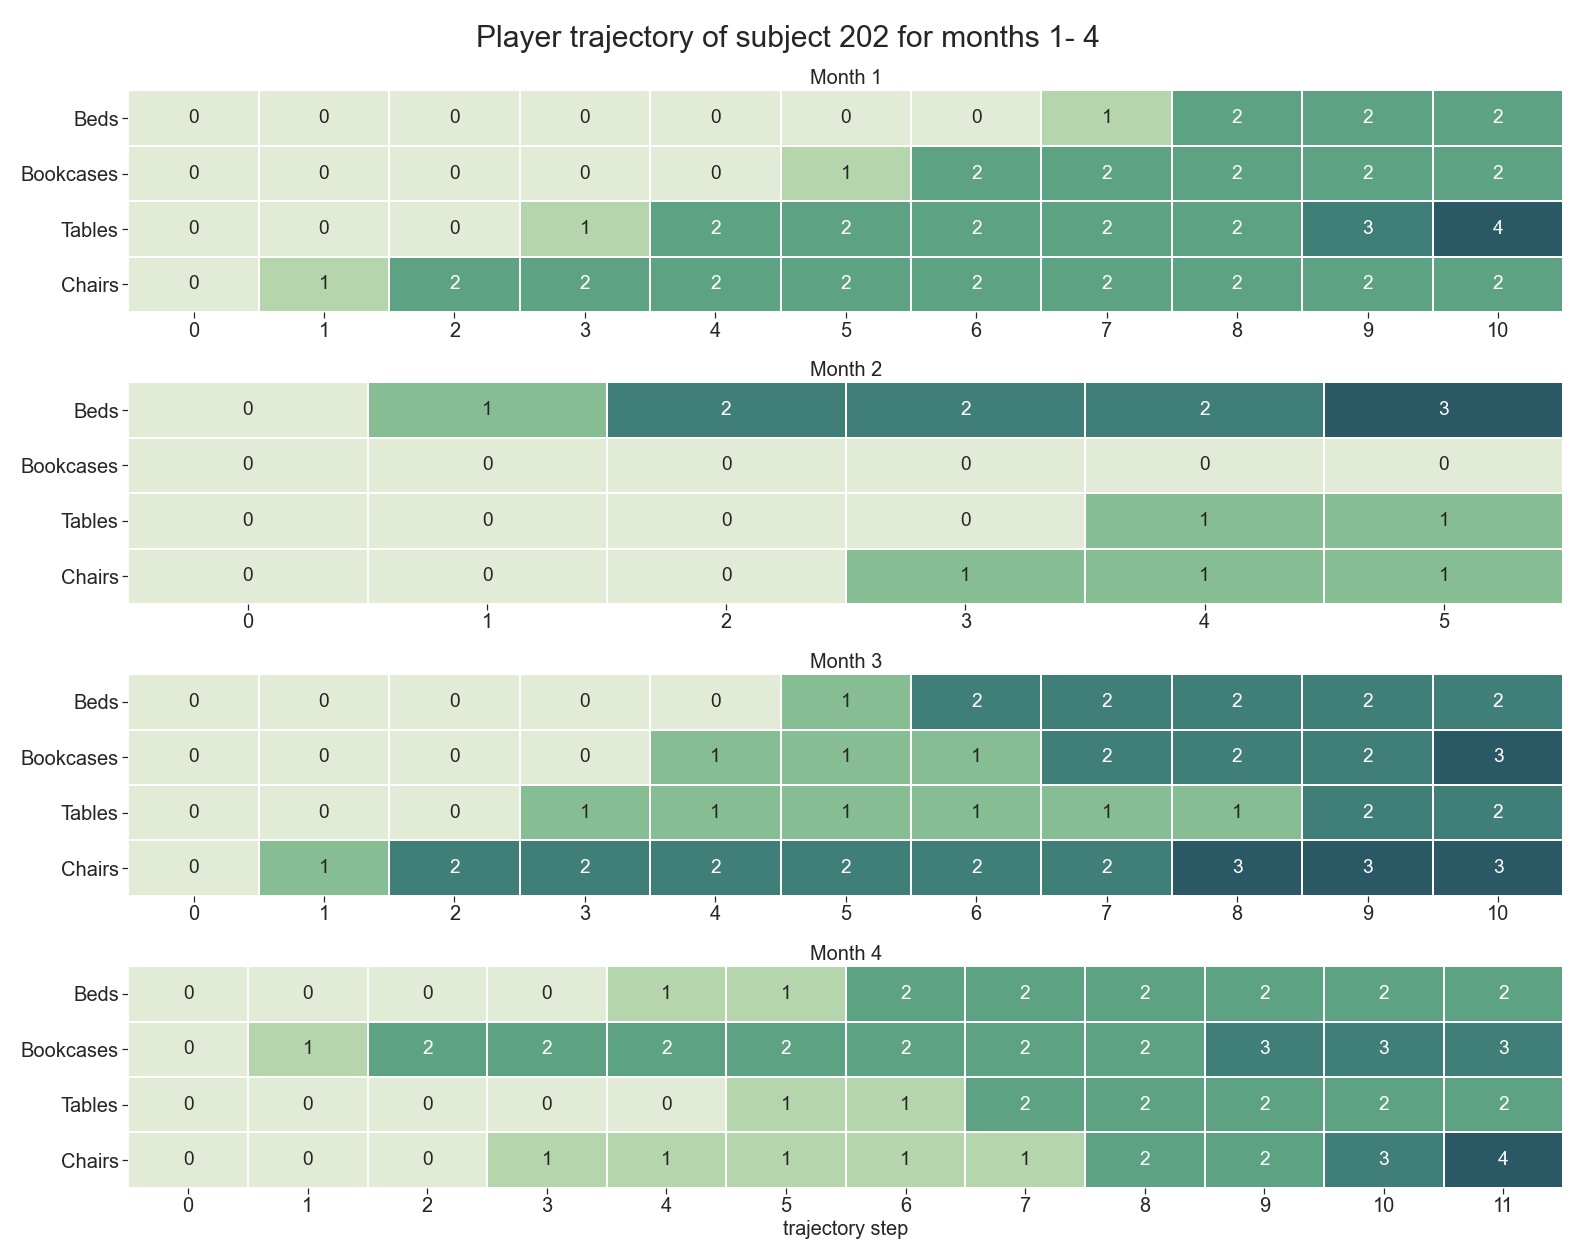 Player trajectory of subject 202 for months 1- 4
Month 1
Beds 0 0 0 0 0 0 0 1 2 2 2
Bookcases 0 0 0 0 0 1 2 2 2 2 2
Tables 0 0 0 1 2 2 2 2 2 3 4
Chairs 0 1 2 2 2 2 2 2 2 2 2
0 1 2 3 4 5 6 7 8 9 10
Month 2
Beds 0 1 2 2 2 3
Bookcases 0 0 0 0 0 0
Tables 0 0 0 0 1 1
Chairs 0 0 0 1 1 1
0 1 2 3 4 5
Month 3
Beds 0 0 0 0 0 1 2 2 2 2 2
Bookcases 0 0 0 0 1 1 1 2 2 2 3
Tables 0 0 0 1 1 1 1 1 1 2 2
Chairs 0 1 2 2 2 2 2 2 3 3 3
0 1 2 3 4 5 6 7 8 9 10
Month 4
Beds 0 0 0 0 1 1 2 2 2 2 2 2
Bookcases 0 1 2 2 2 2 2 2 2 3 3 3
Tables 0 0 0 0 0 1 1 2 2 2 2 2
Chairs 0 0 0 1 1 1 1 1 2 2 3 4
0 1 2 3 4 5 6 7 8 9 10 11
trajectory step